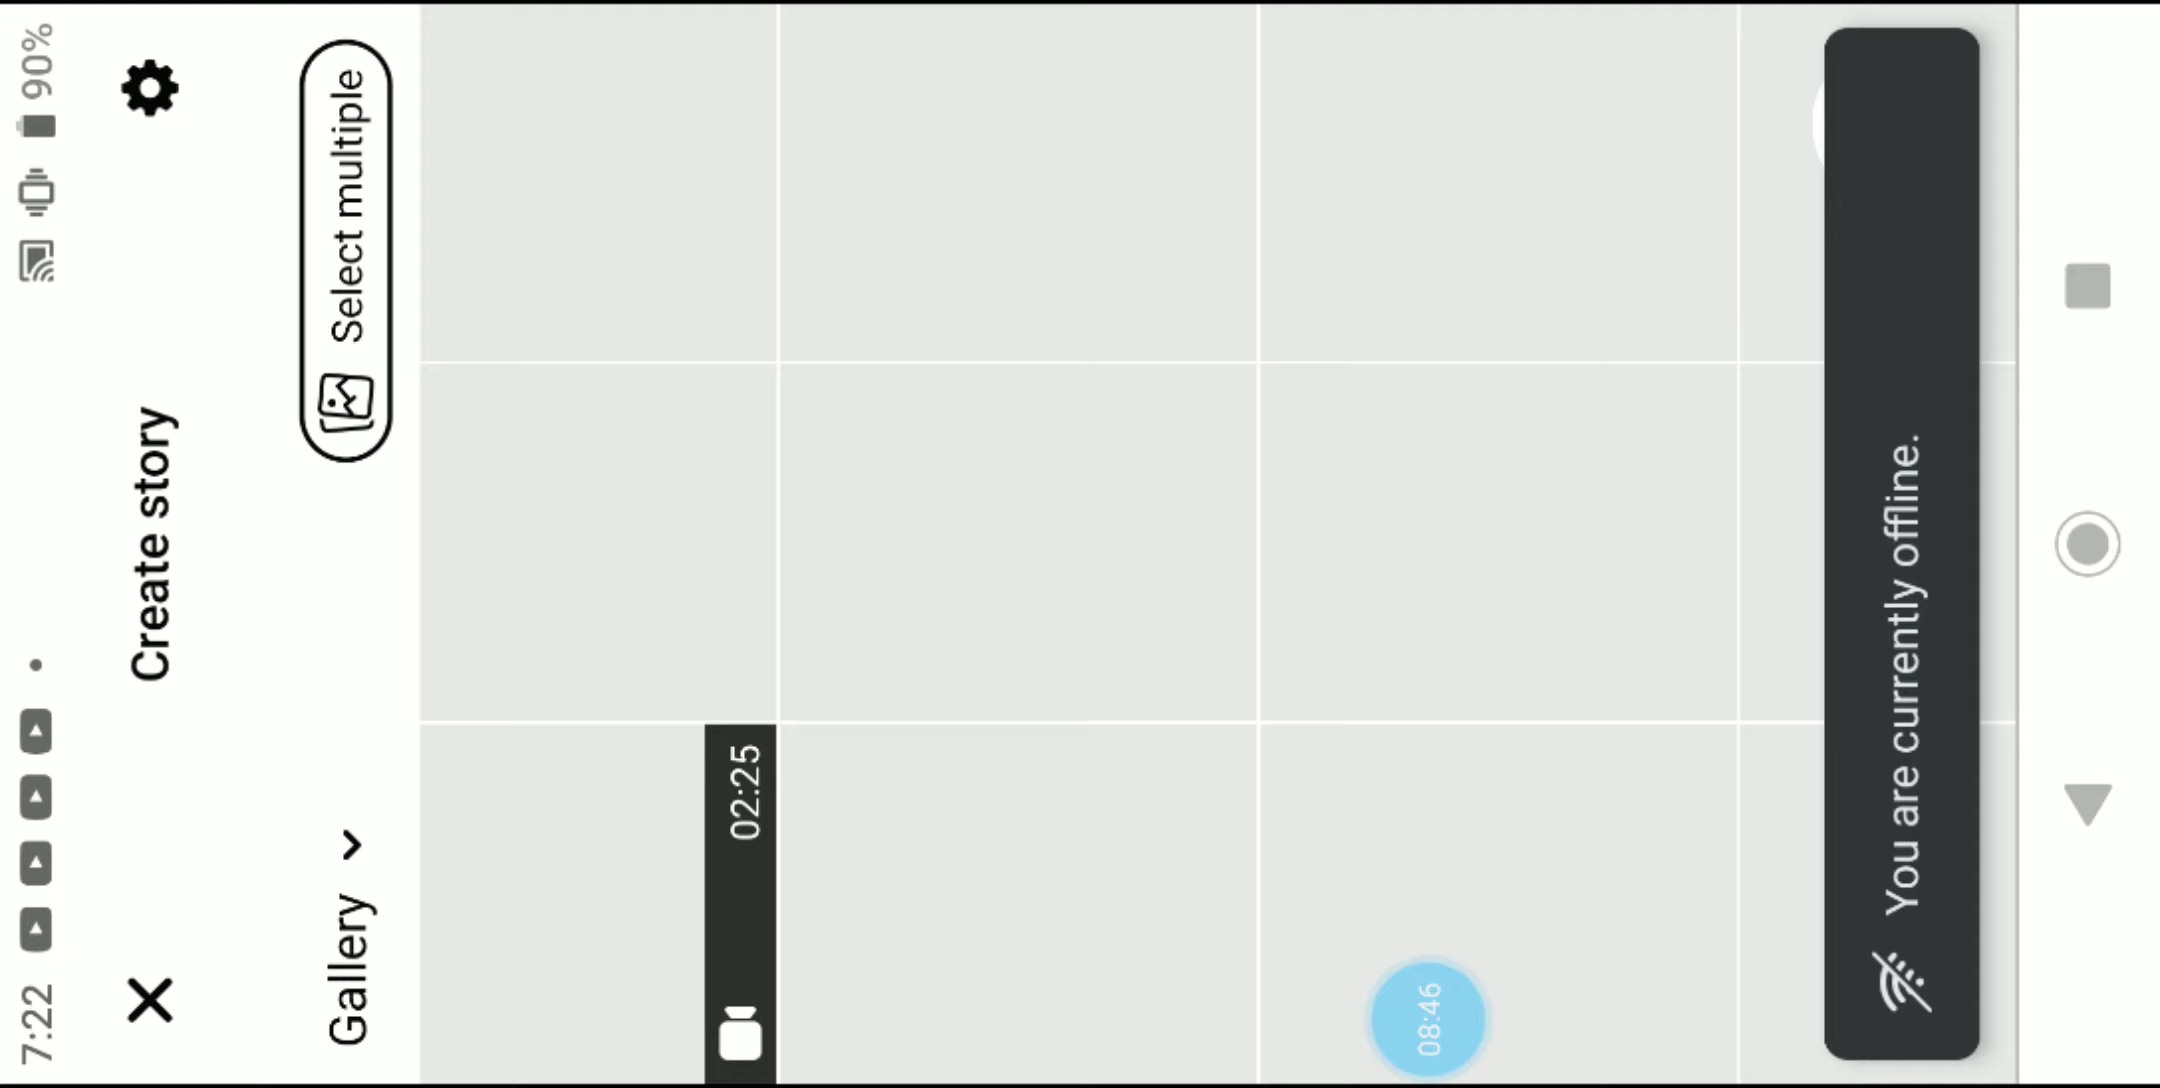 7:22
90%
Create story
Gallery
Select multiple
02:25
08:46
You are currently offline.